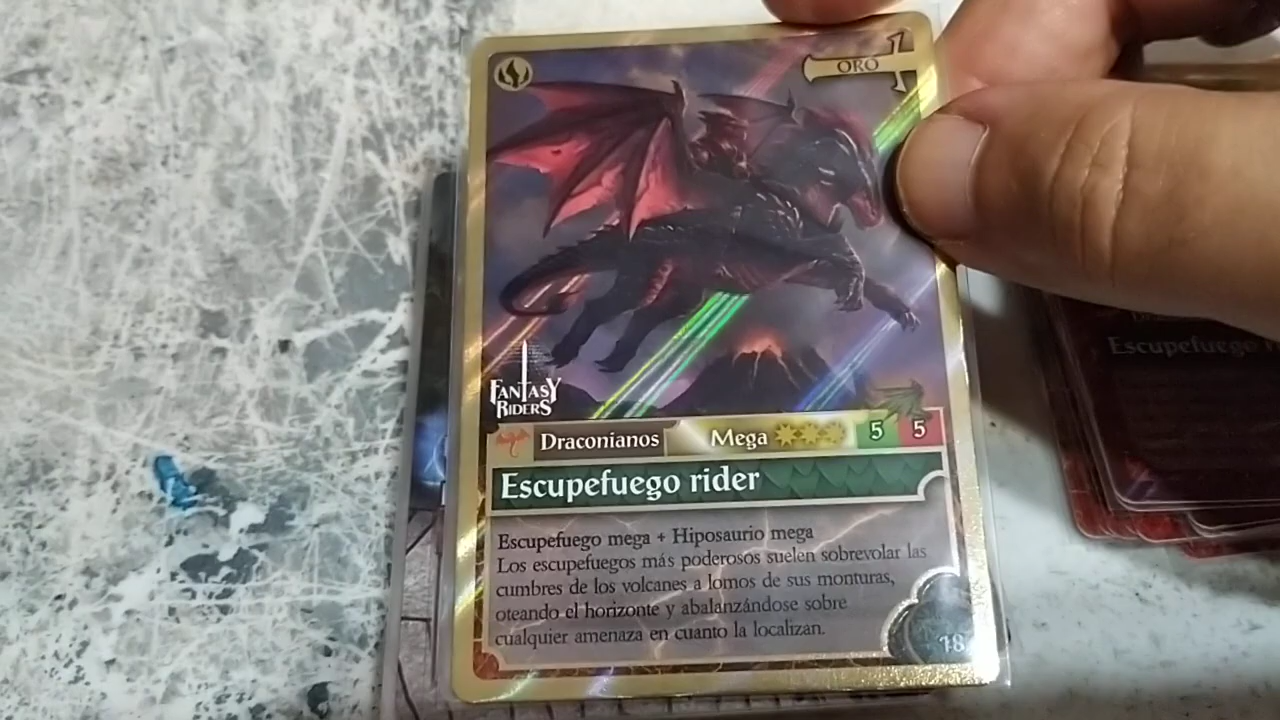 ORO
FANTASY
RIDERS
Draconianos
Mega
5
5
Escupefuego rider
Escupefuego mega + Hiposaurio mega
Los escupefuegos más poderosos suelen sobrevolar las
cumbres de los volcanes a lomos de sus monturas,
oteando el horizonte y abalanzándose sobre
cualquier amenaza en cuanto la localizan.
18
Escupefuego